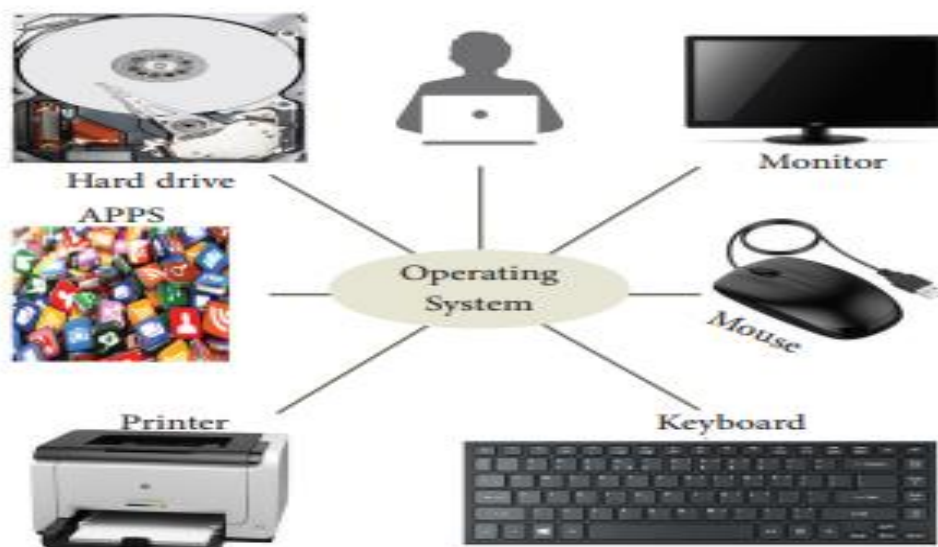 Hard drive
Monitor
APPS
Operating
System
Mouse
Printer
Keyboard